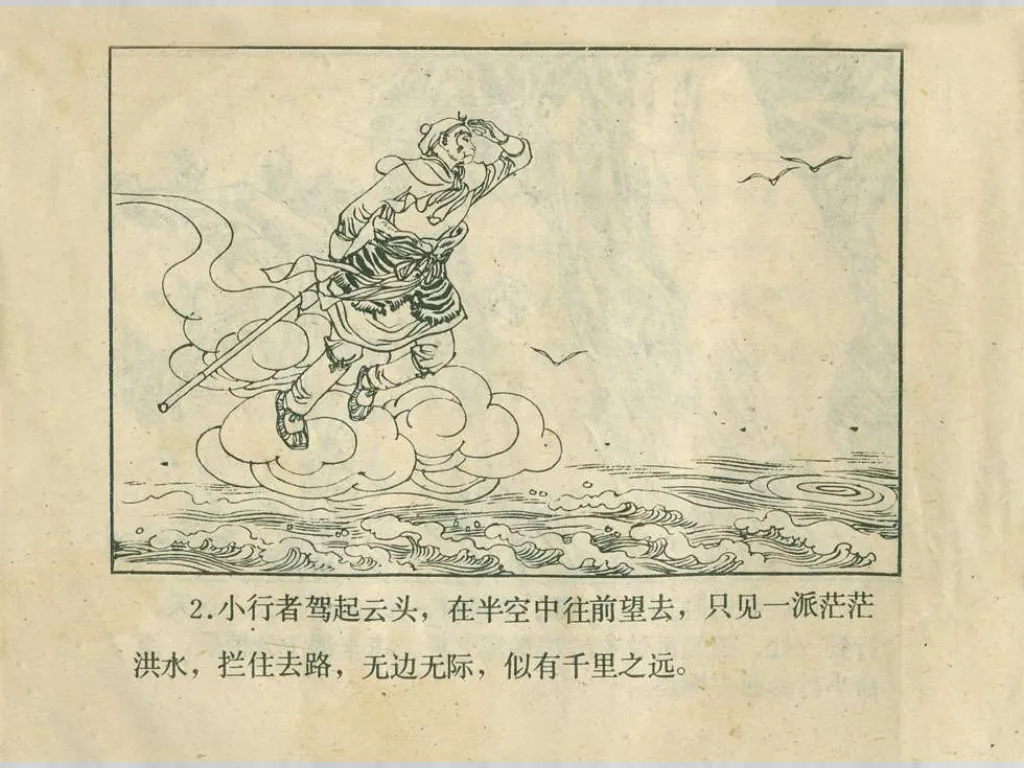 2.小行者驾起云头，在半空中往前望去，只见一派茫茫
洪水，拦住去路，无边无际，似有千里之远。